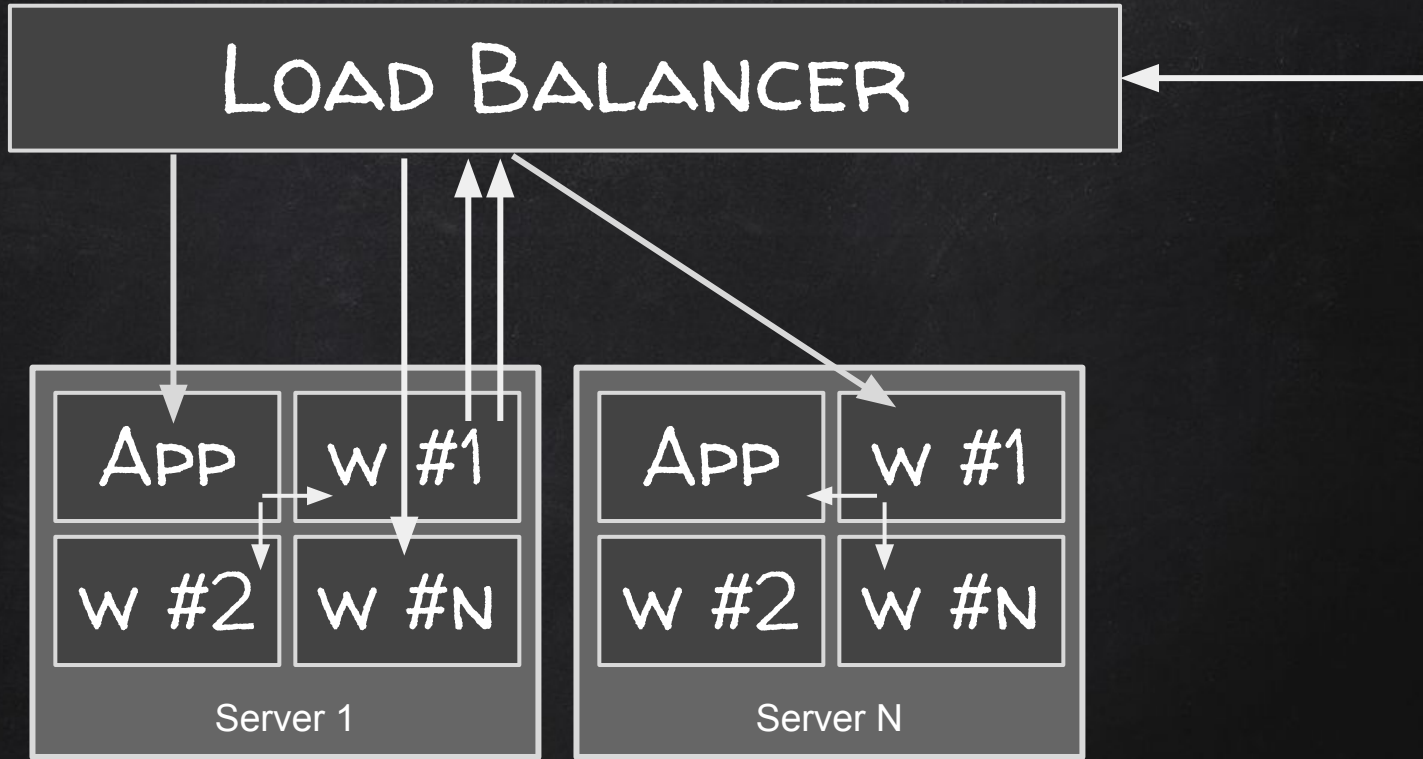 LOAD BALANCER
APP
W #1
W #2
W #N
Server 1
APP
W #1
W #2
W #N
Server N